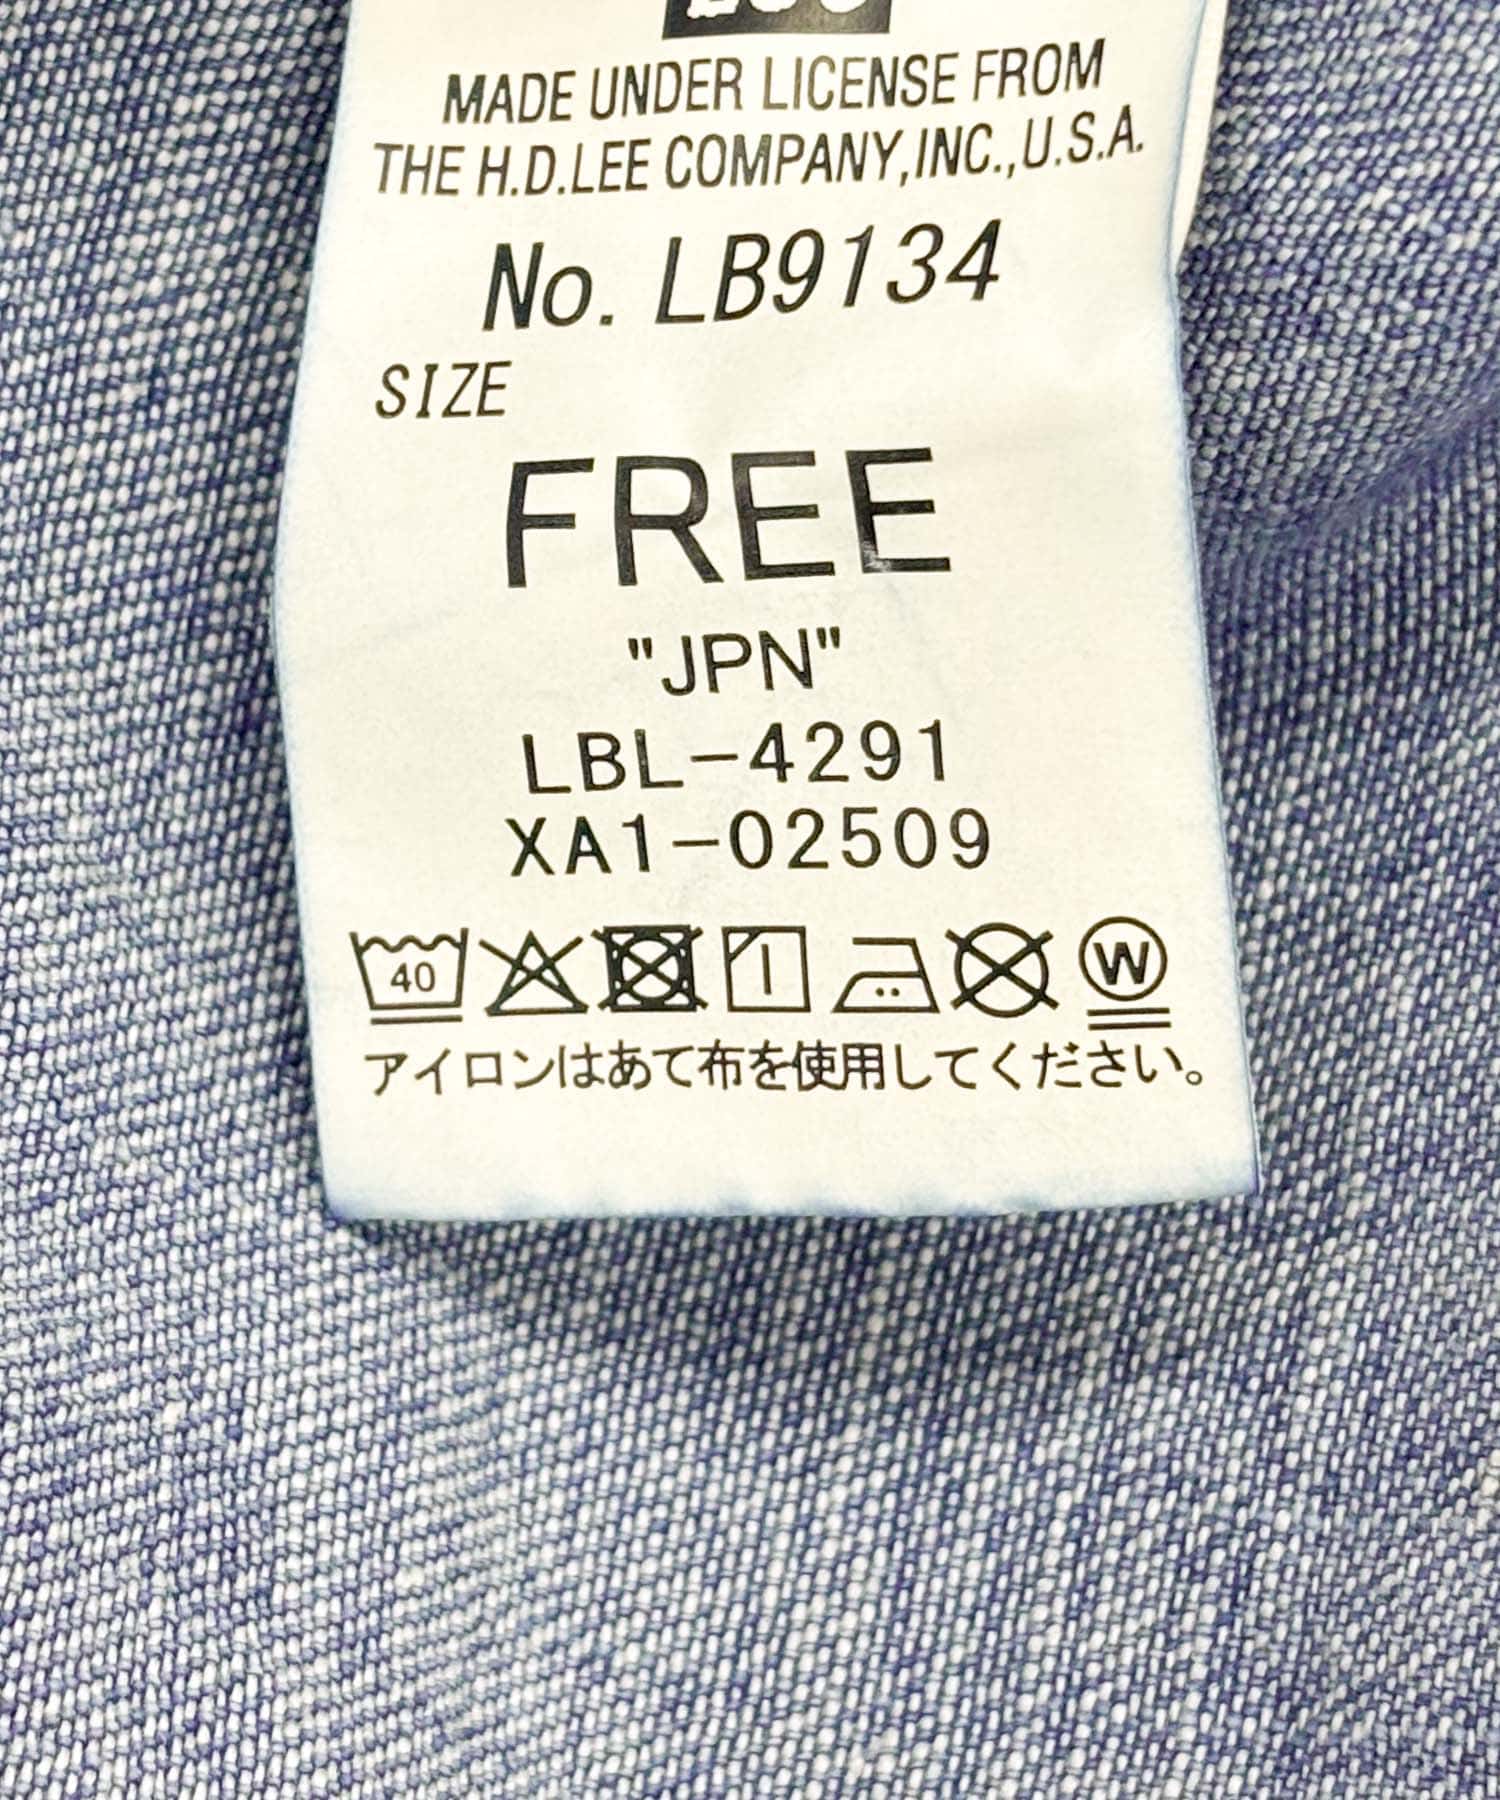 MADE UNDER LICENSE FROM
THE H.D.LEE COMPANY,INC.,U.S.A.
No. LB9134
SIZE
FREE
"JPN"
LBL-4291
XA1-02509
40
W
アイロンはあて布を使用してください。